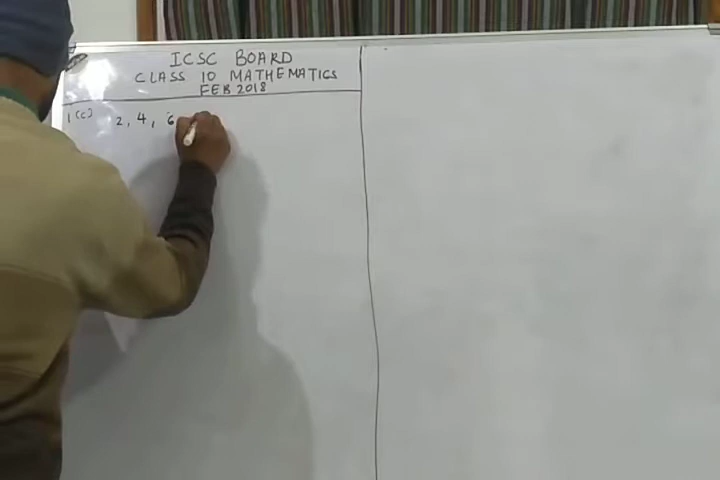 ICSC BOARD
CLASS 10 MATHEMATICS
FEB 2018
1(c) 2, 4, 6